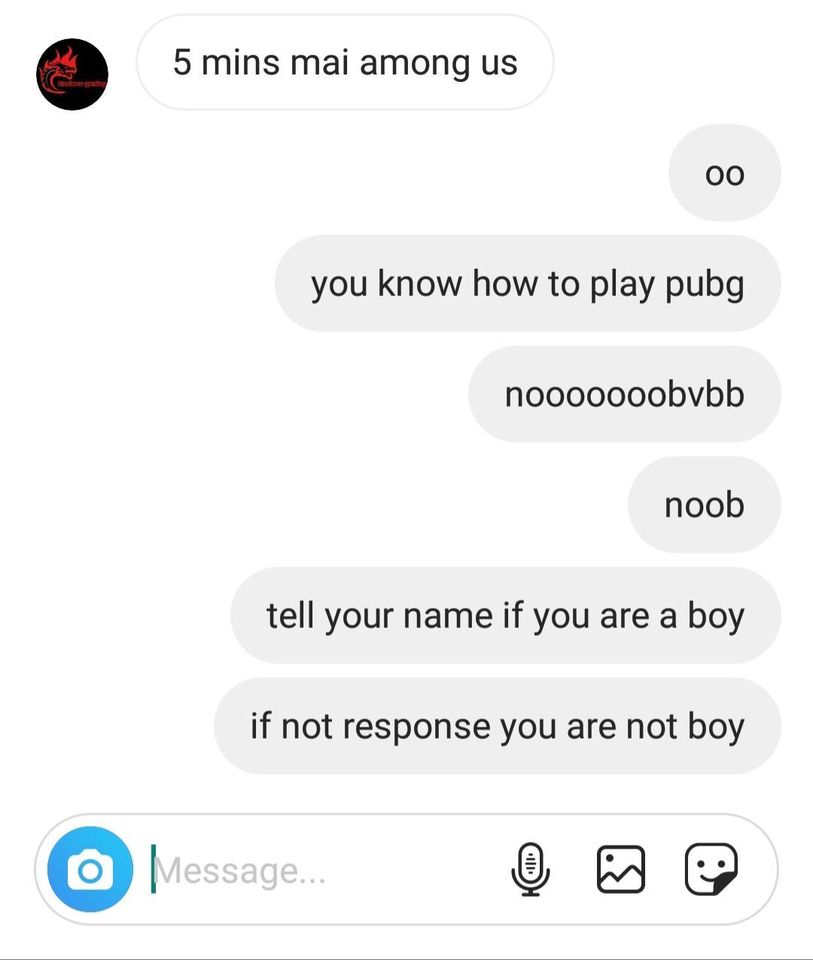 5 mins mai among us
oo
you know how to play pubg
nooooooobvbb
noob
tell your name if you are a boy
if not response you are not boy
Message...